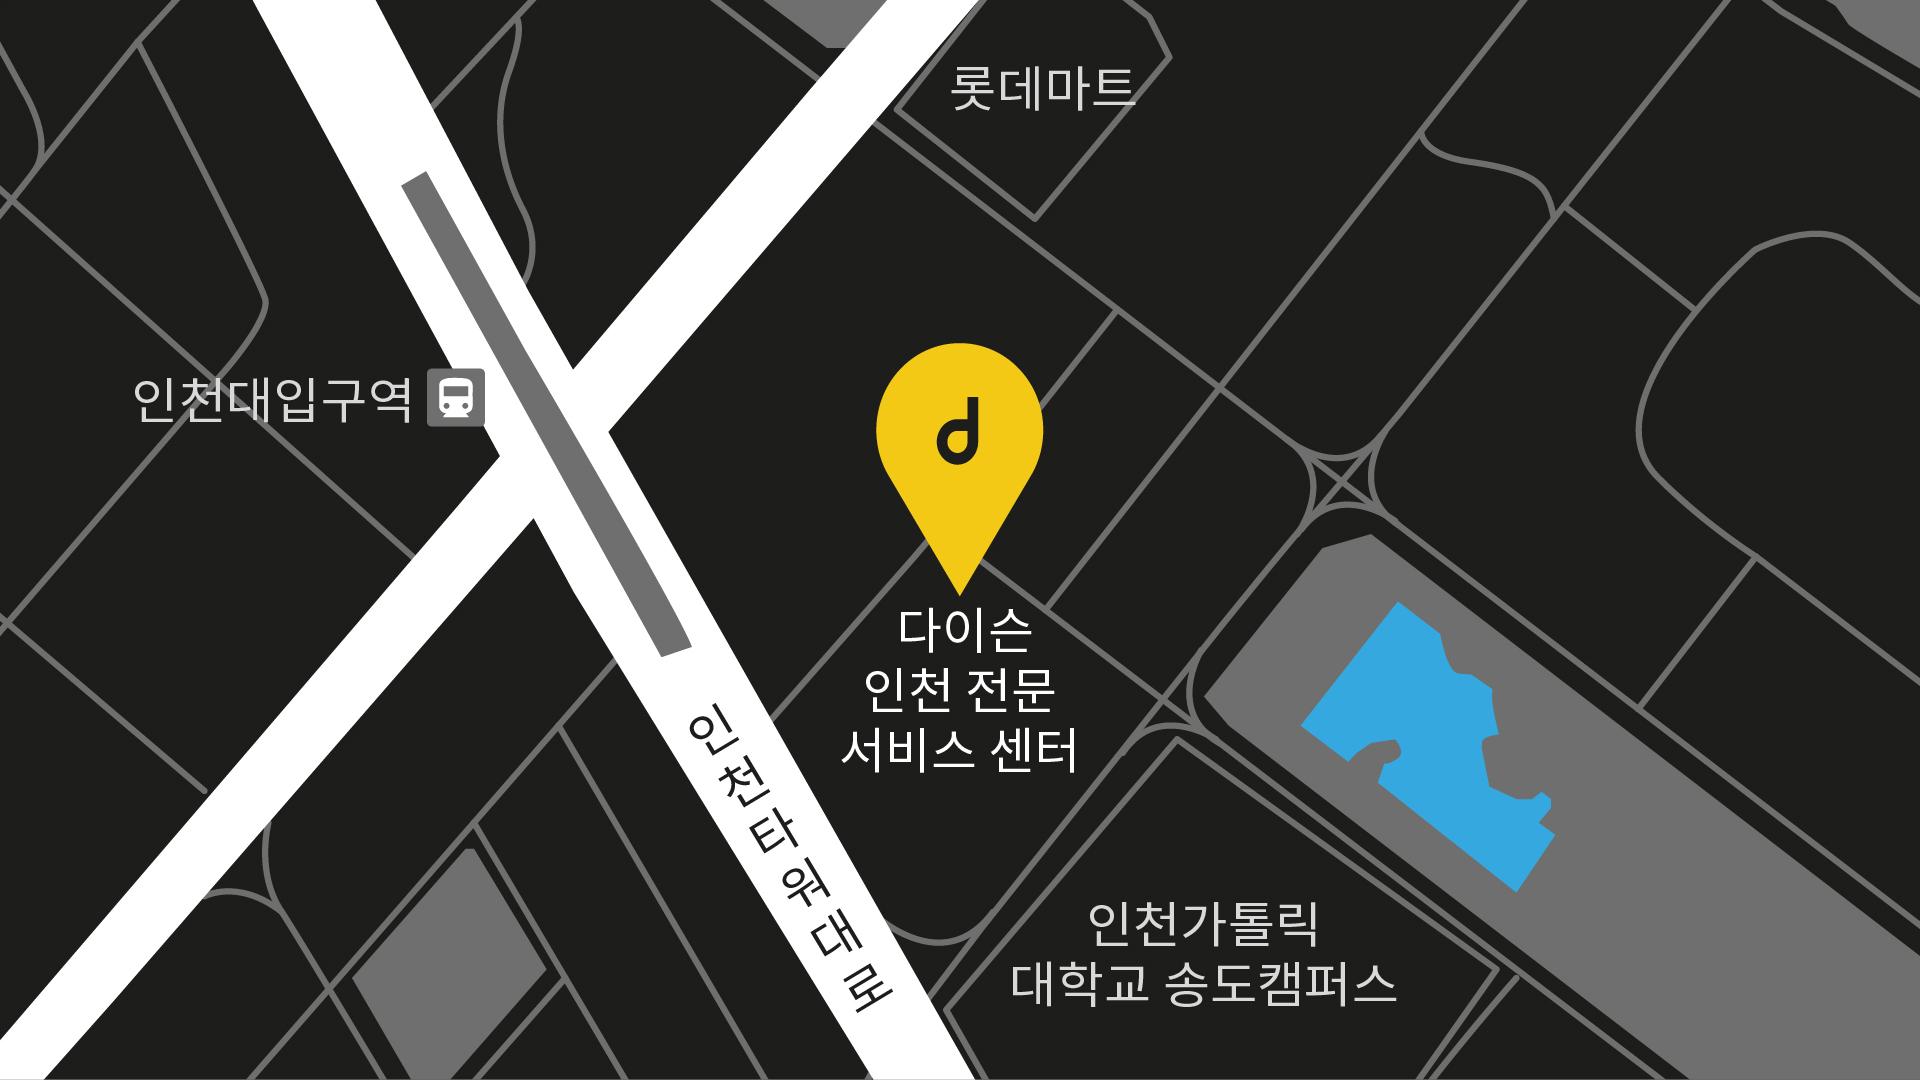 롯데마트
인천대입구역
d
다이슨
인천 전문
서비스 센터
인천타워대로
인천가톨릭
대학교 송도캠퍼스